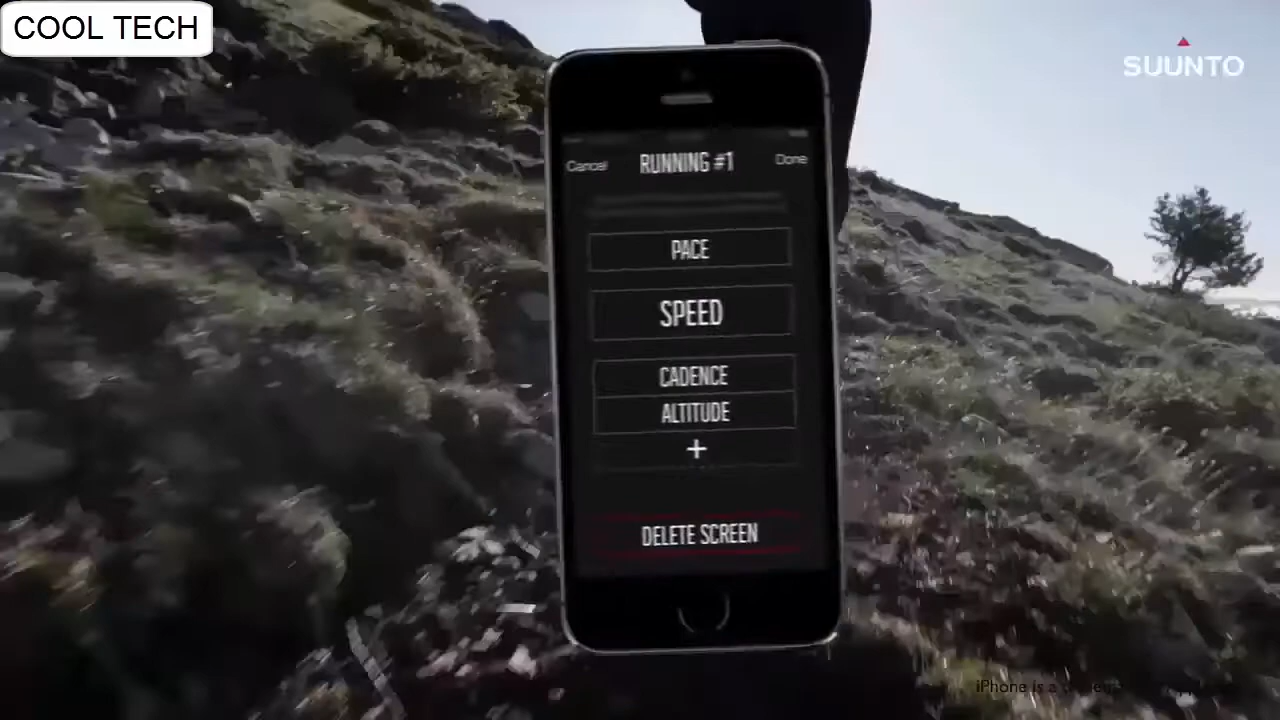 COOL TECH
SUUNTO
Cancel RUNNING #1 Done
PACE
SPEED
CADENCE
ALTITUDE
+
DELETE SCREEN
iPhone is a